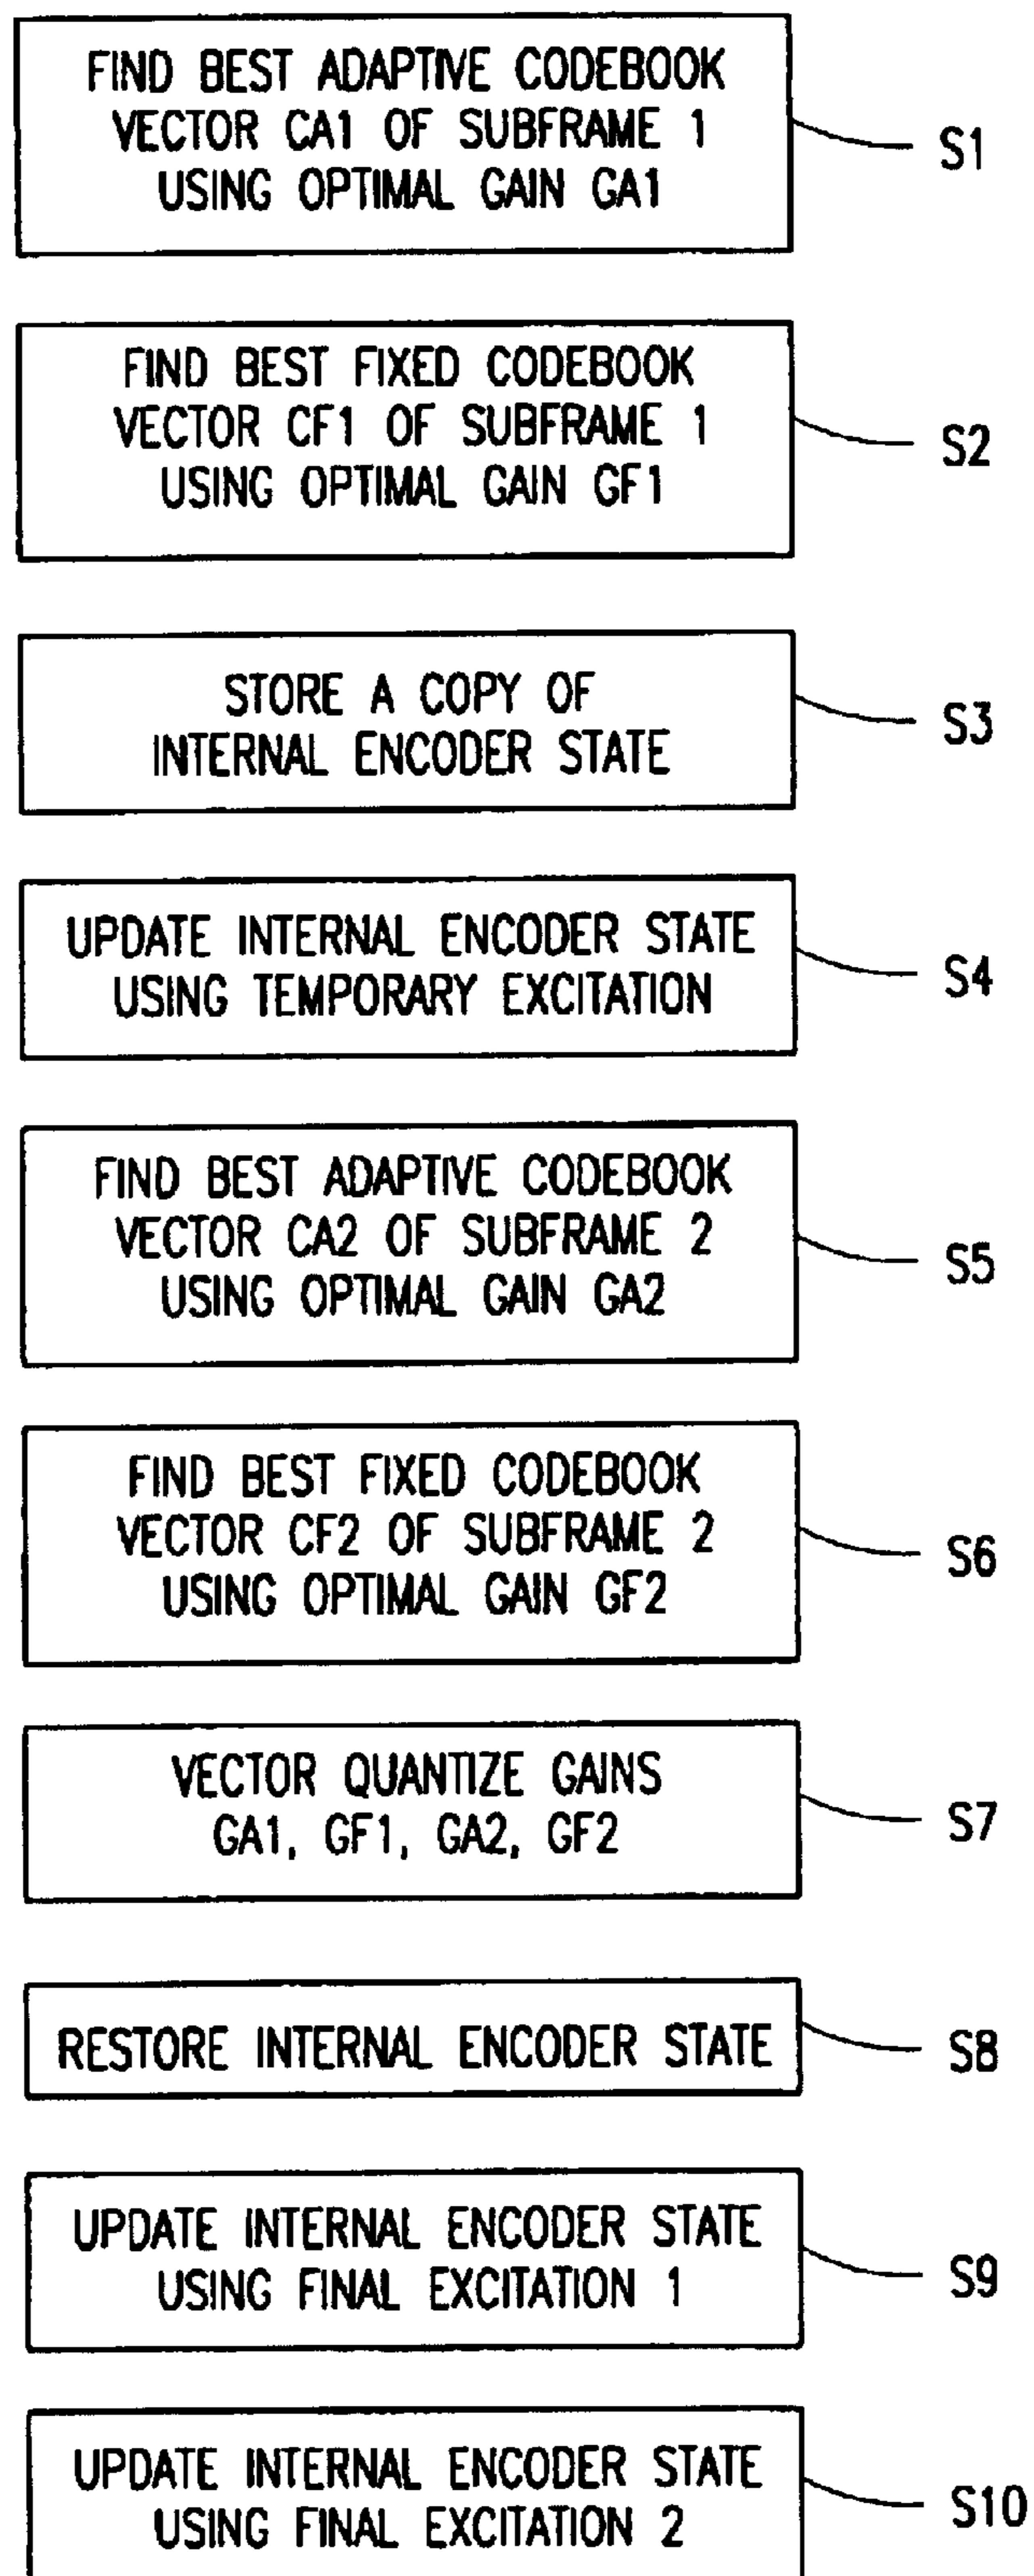 FIND BEST ADAPTIVE CODEBOOK
VECTOR CA1 OF SUBFRAME 1
USING OPTIMAL GAIN GA1
S1
FIND BEST FIXED CODEBOOK
VECTOR CF1 OF SUBFRAME 1
USING OPTIMAL GAIN GF1
S2
STORE A COPY OF
INTERNAL ENCODER STATE
S3
UPDATE INTERNAL ENCODER STATE
USING TEMPORARY EXCITATION
S4
FIND BEST ADAPTIVE CODEBOOK
VECTOR CA2 OF SUBFRAME 2
USING OPTIMAL GAIN GA2
S5
FIND BEST FIXED CODEBOOK
VECTOR CF2 OF SUBFRAME 2
USING OPTIMAL GAIN GF2
S6
VECTOR QUANTIZE GAINS
GA1, GF1, GA2, GF2
S7
RESTORE INTERNAL ENCODER STATE
S8
UPDATE INTERNAL ENCODER STATE
USING FINAL EXCITATION 1
S9
UPDATE INTERNAL ENCODER STATE
USING FINAL EXCITATION 2
S10